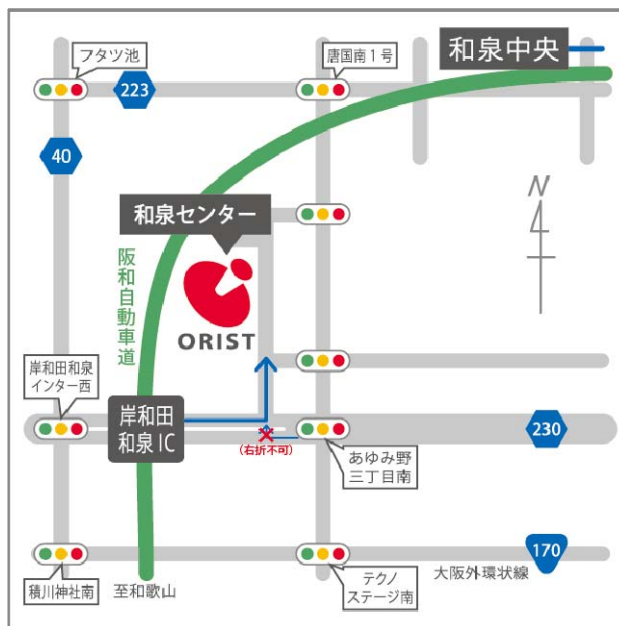 和泉中央
フタツ池
唐国南1号
223
40
N
和泉センター
阪和自動車道
ORIST
岸和田和泉
インター西
岸和田
和泉IC
(右折不可)
あゆみ野
三丁目南
230
170
大阪外環状線
積川神社南
至和歌山
テクノ
ステージ南